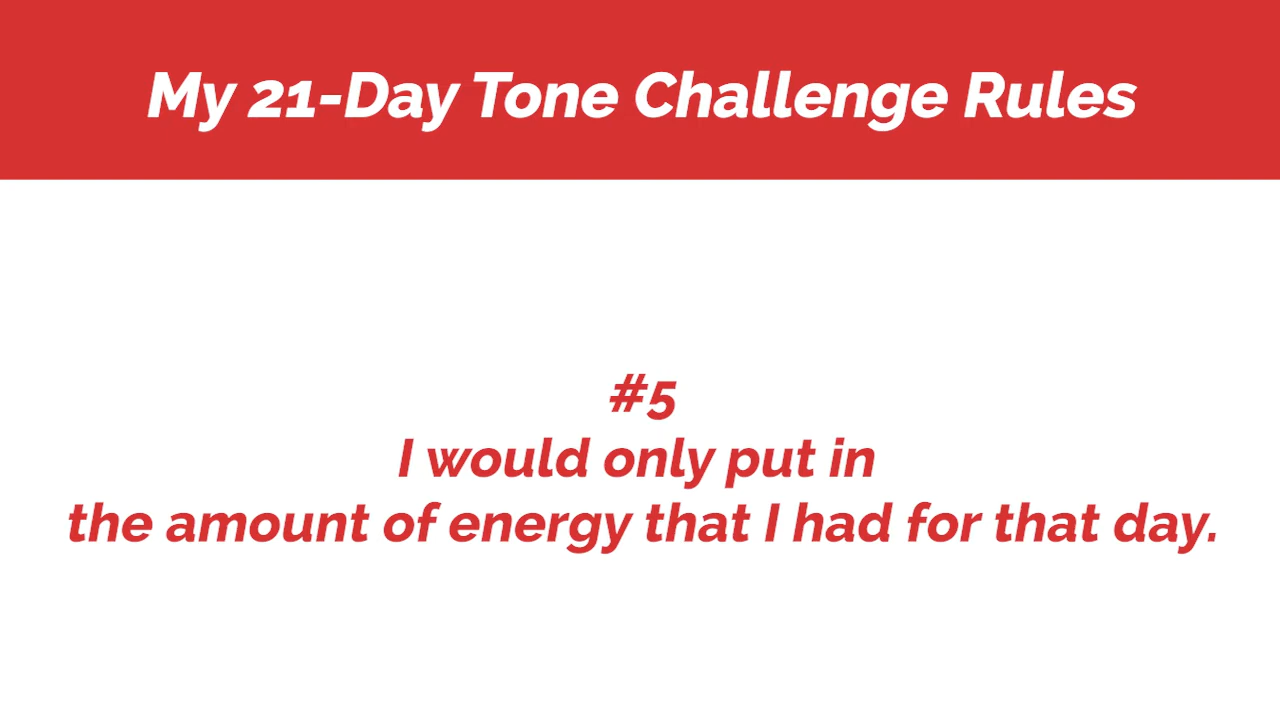 My 21-Day Tone Challenge Rules
#5
I would only put in
the amount of energy that I had for that day.